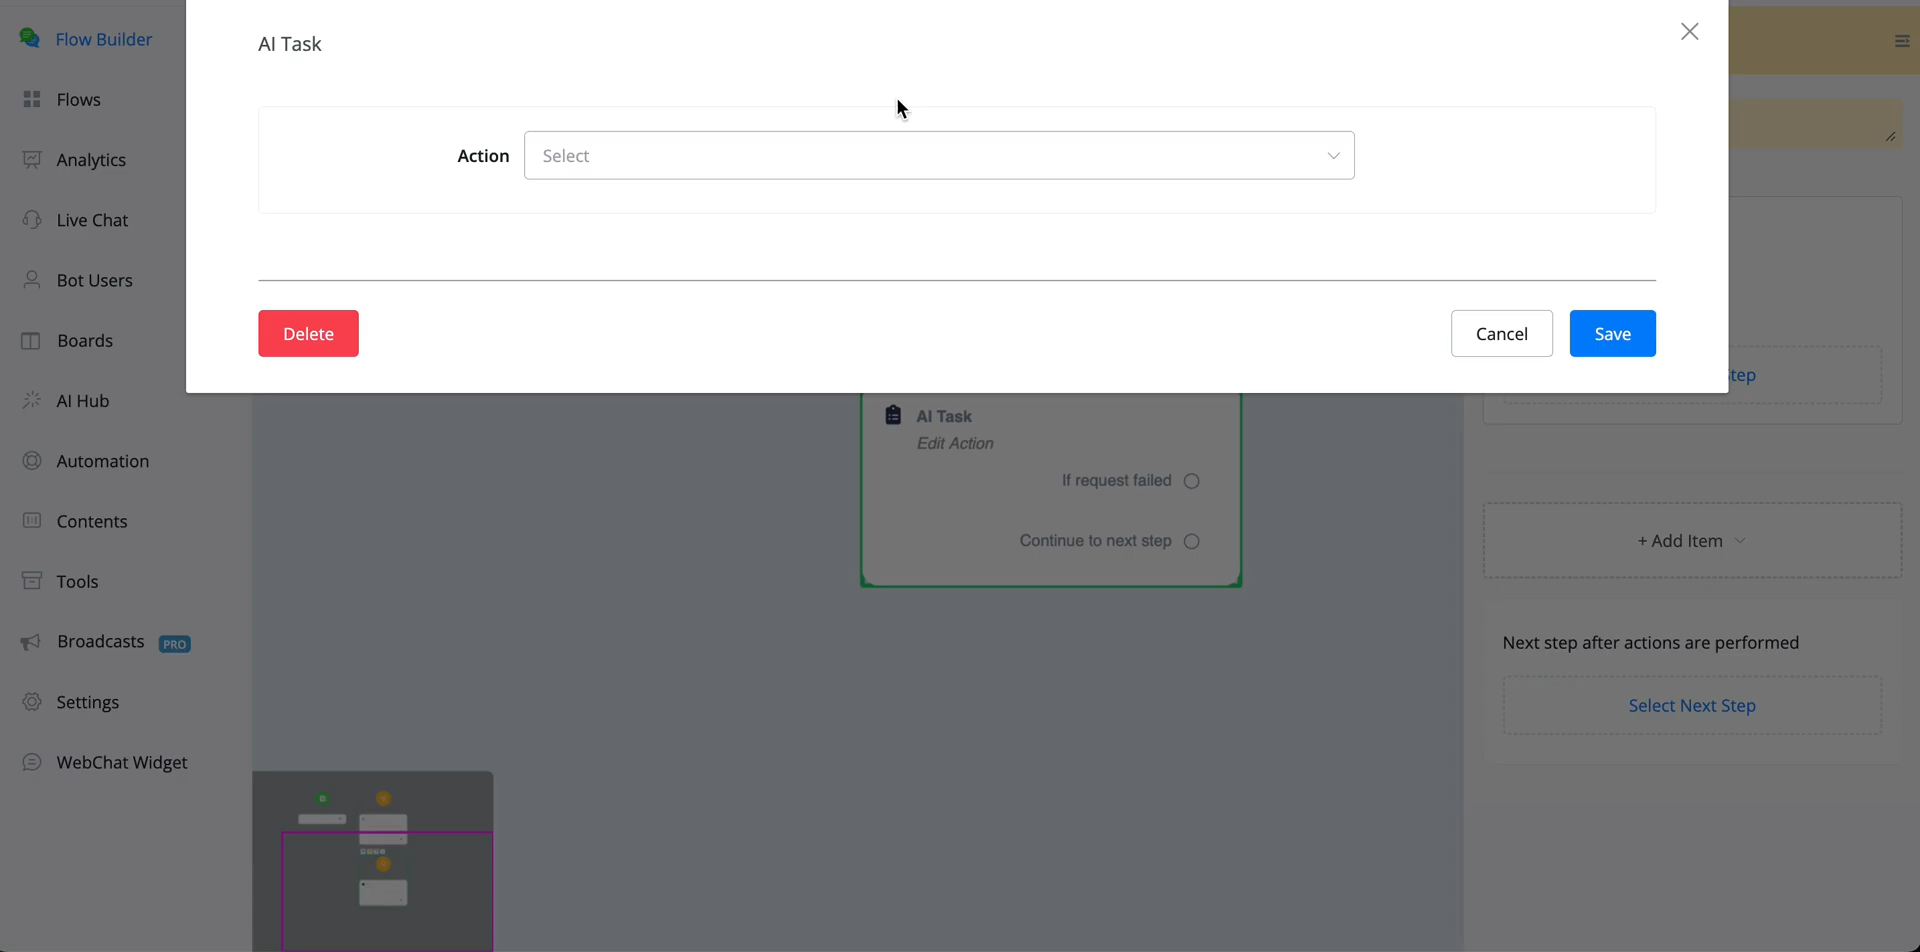 Flow Builder
Flows
Analytics
Live Chat
Bot Users
Boards
AI Hub
Automation
Contents
Tools
Broadcasts PRO
Settings
WebChat Widget
AI Task
Action Select
Delete
Cancel
Save
AI Task
Edit Action
If request failed
Continue to next step
Step
+ Add Item
Next step after actions are performed
Select Next Step